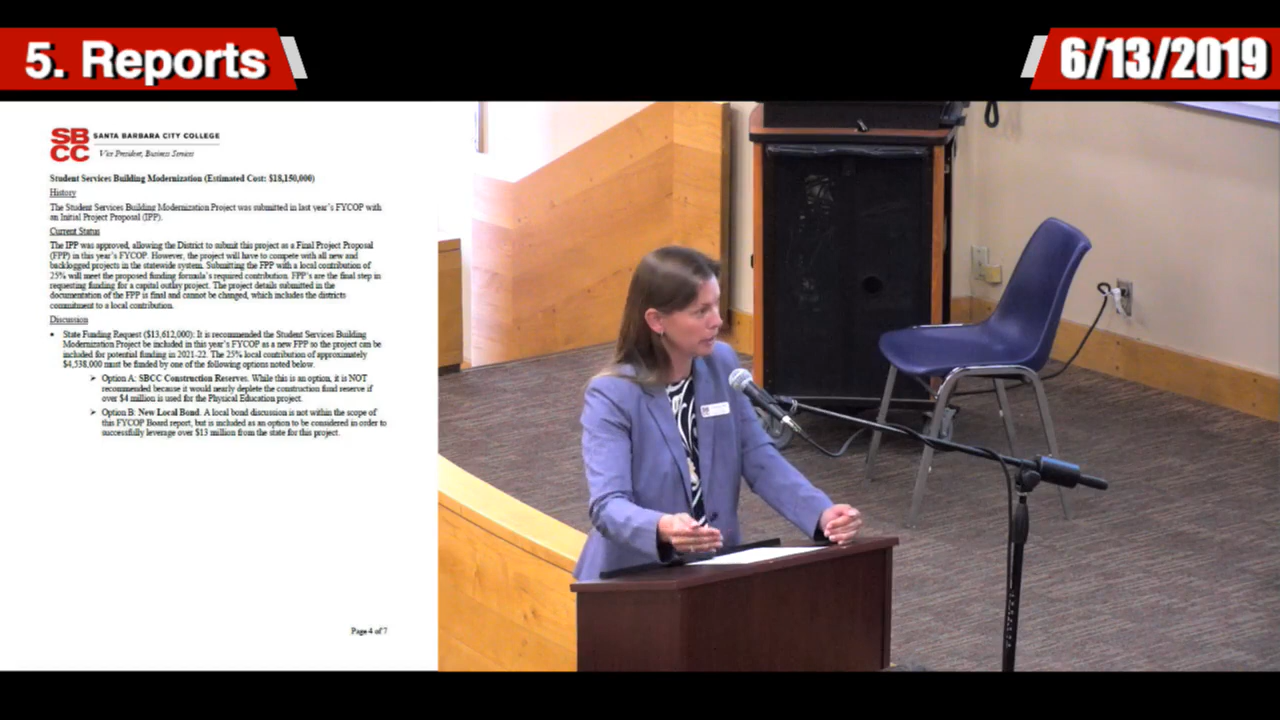 5. Reports
6/13/2019
SB
CC
SANTA BARBARA CITY COLLEGE
Vice President, Business Services
Student Services Building Modernization (Estimated Cost: $18,150,000)
History
The Student Services Building Modernization Project was submitted in last year's FYCOP with
an Initial Project Proposal (IPP).
Current Status
The IPP was approved, allowing the District to submit this project as a Final Project Proposal
(FPP) in this year's FYCOP. However, the project will have to compete with all new and
backlogged projects in the statewide system. Submitting the FPP with a local contribution of
25% will meet the proposed funding formula's required contribution. FPP's are the final step in
requesting funding for a capital outlay project. The project details submitted in the
documentation of the FPP is final and cannot be changed, which includes the districts
commitment to a local contribution.
Discussion
• State Funding Request ($13,612,000): It is recommended the Student Services Building
Modernization Project be included in this year's FYCOP as a new FPP so the project can be
included for potential funding in 2021-22. The 25% local contribution of approximately
$4,538,000 must be funded by one of the following options noted below.
➢ Option A: SBCC Construction Reserves. While this is an option, it is NOT
recommended because it would nearly deplete the construction fund reserve if
over $4 million is used for the Physical Education project.
➢ Option B: New Local Bond. A local bond discussion is not within the scope of
this FYCOP Board report, but is included as an option to be considered in order to
successfully leverage over $13 million from the state for this project.
Page 4 of 7